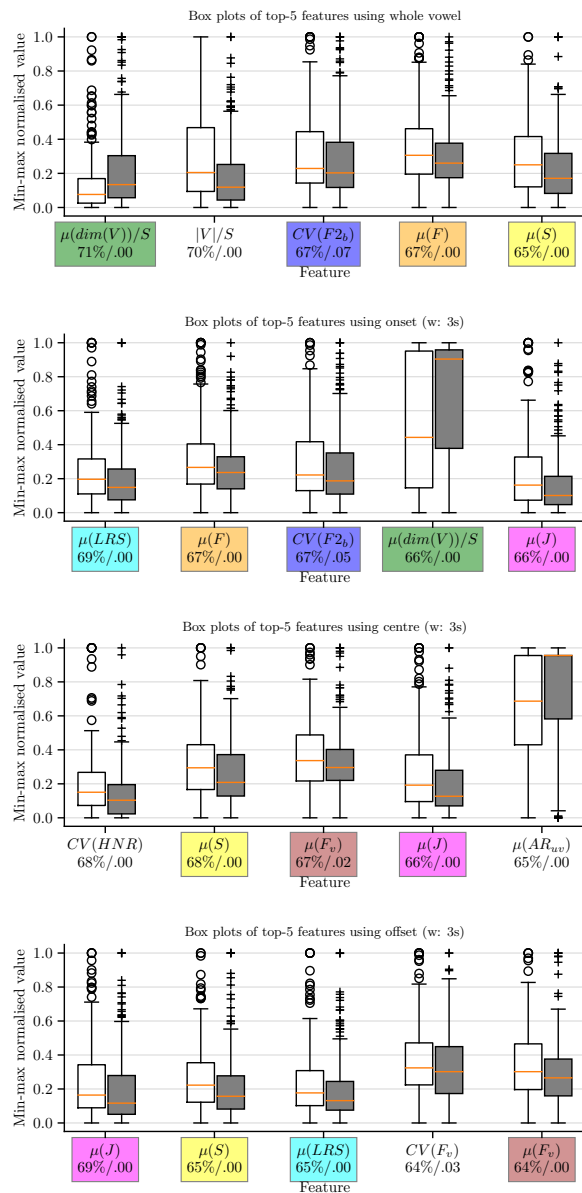 Box plots of top-5 features using whole vowel
Min-max normalised value
1.0
0.8
0.6
0.4
0.2
0.0
μ(dim(V))/S |V|/S CV(F2_b) μ(F) μ(S)
71%/.00 70%/.00 67%/.07 67%/.00 65%/.00
Feature
Box plots of top-5 features using onset (w: 3s)
Min-max normalised value
1.0
0.8
0.6
0.4
0.2
0.0
μ(LRS) μ(F) CV(F2_b) μ(dim(V))/S μ(J)
69%/.00 67%/.00 67%/.05 66%/.00 66%/.00
Feature
Box plots of top-5 features using centre (w: 3s)
Min-max normalised value
1.0
0.8
0.6
0.4
0.2
0.0
CV(HNR) μ(S) μ(F_v) μ(J) μ(AR_uv)
68%/.00 68%/.00 67%/.02 66%/.00 65%/.00
Feature
Box plots of top-5 features using offset (w: 3s)
Min-max normalised value
1.0
0.8
0.6
0.4
0.2
0.0
μ(J) μ(S) μ(LRS) CV(F_v) μ(F_v)
69%/.00 65%/.00 65%/.00 64%/.03 64%/.00
Feature